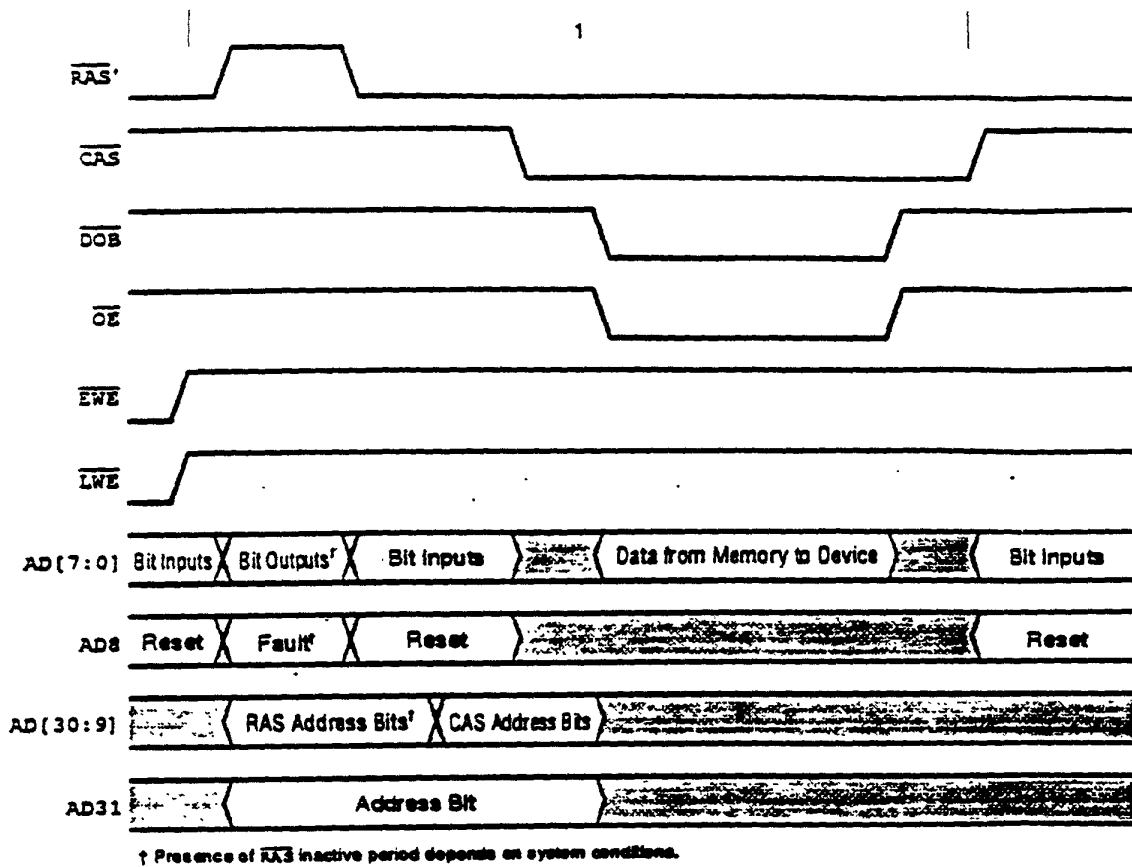 1
RAS'
CAS
DOB
OE
EWE
LWE
AD[7:0] Bit Inputs Bit Outputs† Bit Inputs Data from Memory to Device Bit Inputs
AD8 Reset Fault† Reset Reset
AD[30:9] RAS Address Bits† CAS Address Bits
AD31 Address Bit
† Presence of RAS inactive period depends on system conditions.